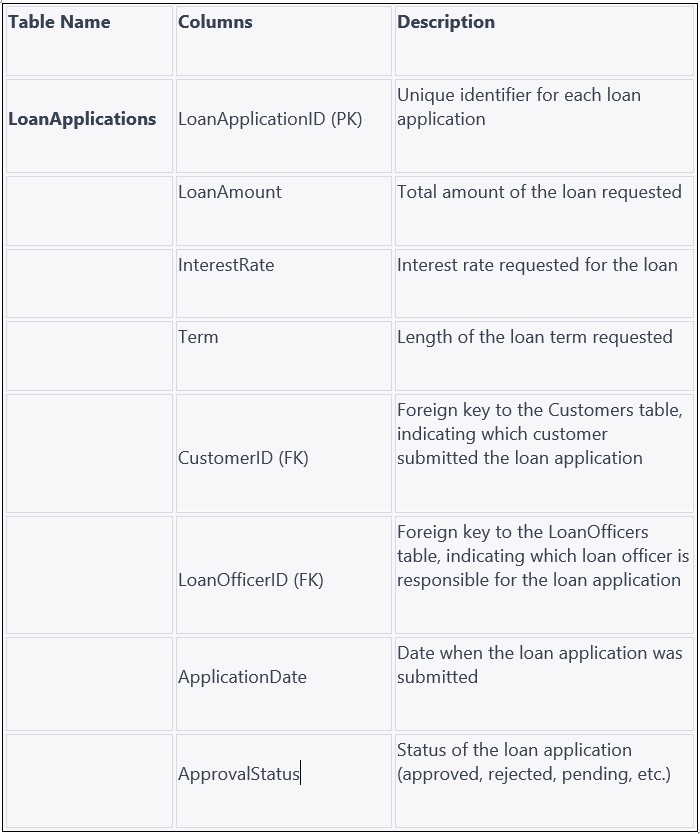 Table Name
Columns
Description
LoanApplications
LoanApplicationID (PK)
Unique identifier for each loan
application
LoanAmount
Total amount of the loan requested
InterestRate
Interest rate requested for the loan
Term
Length of the loan term requested
CustomerID (FK)
Foreign key to the Customers table,
indicating which customer
submitted the loan application
LoanOfficerID (FK)
Foreign key to the LoanOfficers
table, indicating which loan officer is
responsible for the loan application
ApplicationDate
Date when the loan application was
submitted
ApprovalStatus
Status of the loan application
(approved, rejected, pending, etc.)